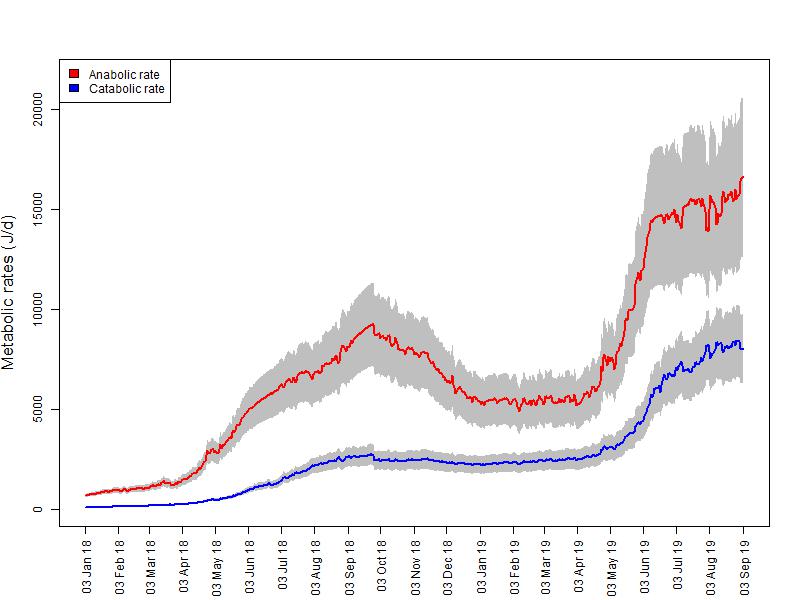 Anabolic rate
Catabolic rate
Metabolic rates (J/d)
20000
15000
10000
5000
0
03 Jan 18
03 Feb 18
03 Mar 18
03 Apr 18
03 May 18
03 Jun 18
03 Jul 18
03 Aug 18
03 Sep 18
03 Oct 18
03 Nov 18
03 Dec 18
03 Jan 19
03 Feb 19
03 Mar 19
03 Apr 19
03 May 19
03 Jun 19
03 Jul 19
03 Aug 19
03 Sep 19